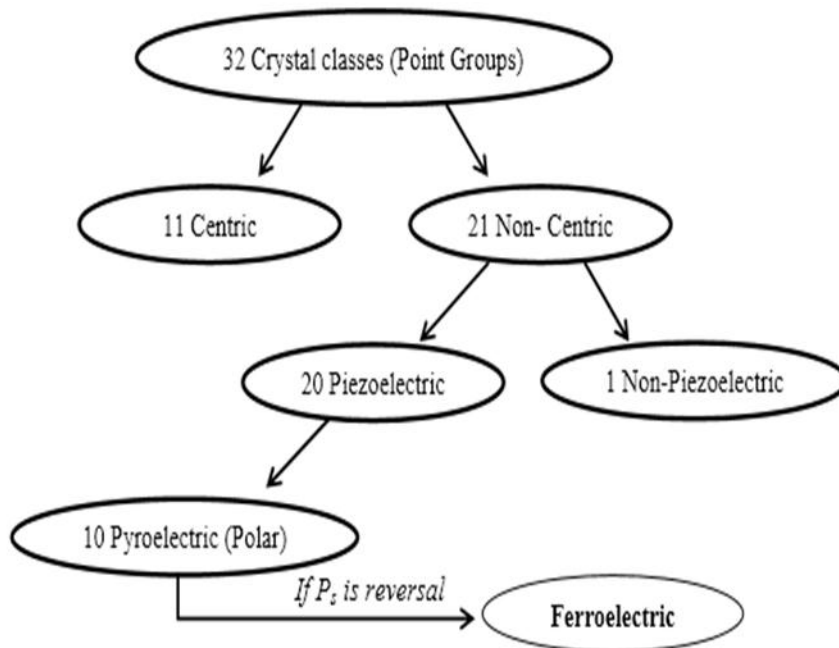 32 Crystal classes (Point Groups)
11 Centric
21 Non- Centric
20 Piezoelectric
1 Non-Piezoelectric
10 Pyroelectric (Polar)
If Ps is reversal
Ferroelectric